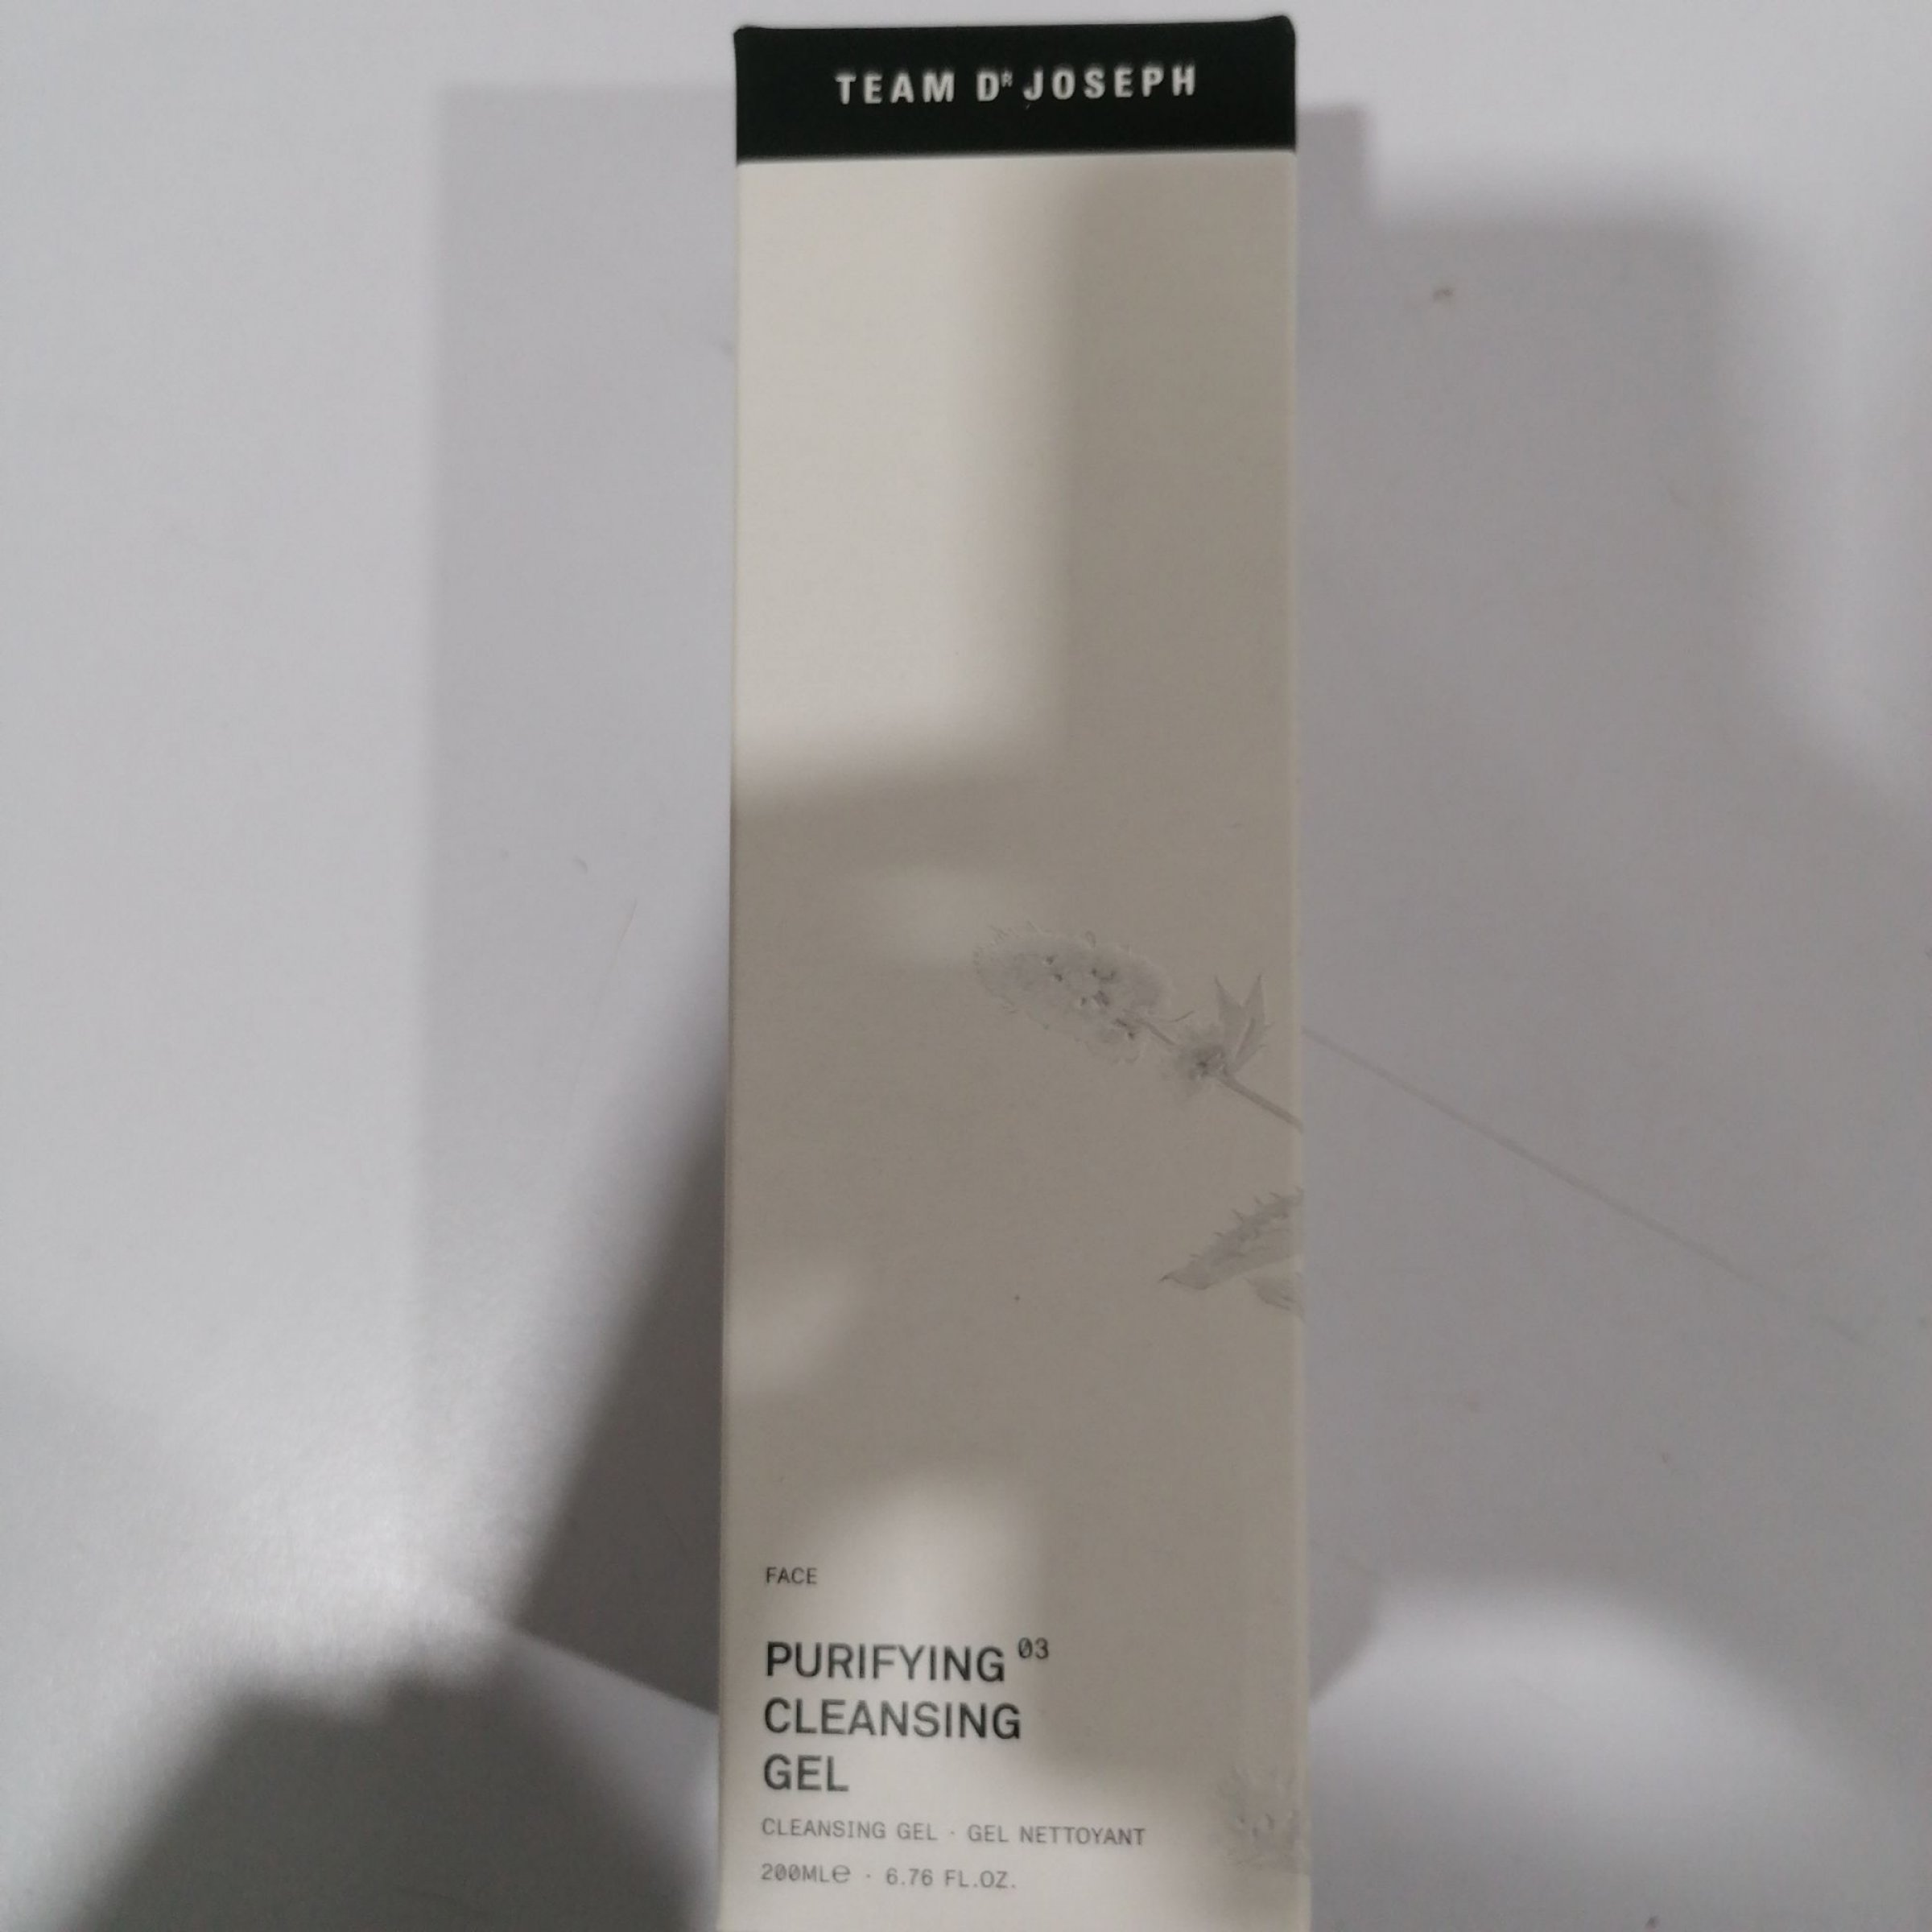 TEAM DR JOSEPH
FACE
PURIFYING 03
CLEANSING
GEL
CLEANSING GEL · GEL NETTOYANT
200ML℮ · 6.76 FL.OZ.